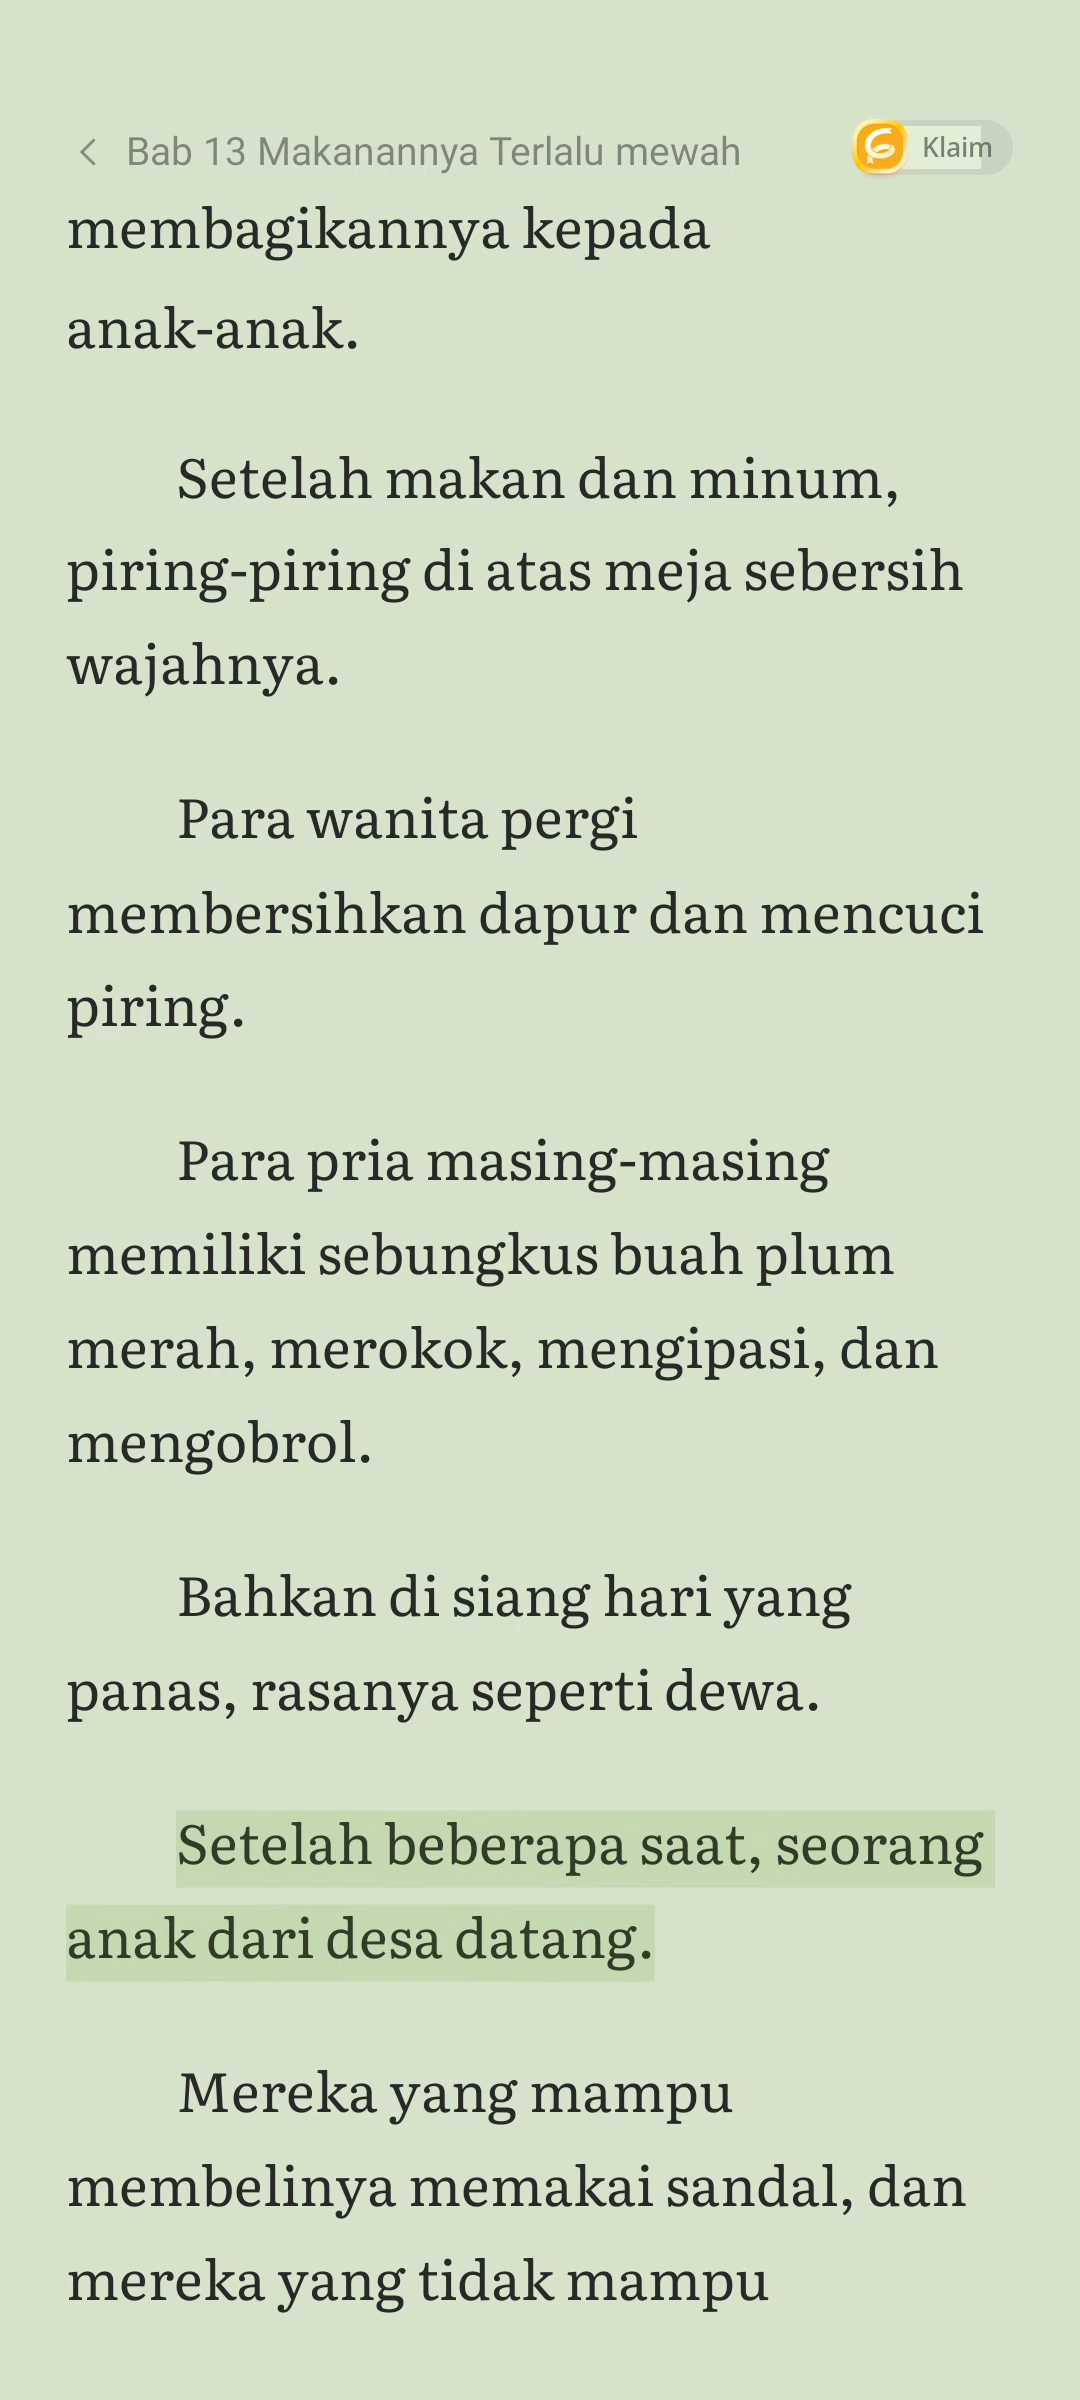 Bab 13 Makanannya Terlalu mewah
Klaim
membagikannya kepada
anak-anak.
Setelah makan dan minum,
piring-piring di atas meja sebersih
wajahnya.
Para wanita pergi
membersihkan dapur dan mencuci
piring.
Para pria masing-masing
memiliki sebungkus buah plum
merah, merokok, mengipasi, dan
mengobrol.
Bahkan di siang hari yang
panas, rasanya seperti dewa.
Setelah beberapa saat, seorang
anak dari desa datang.
Mereka yang mampu
membelinya memakai sandal, dan
mereka yang tidak mampu